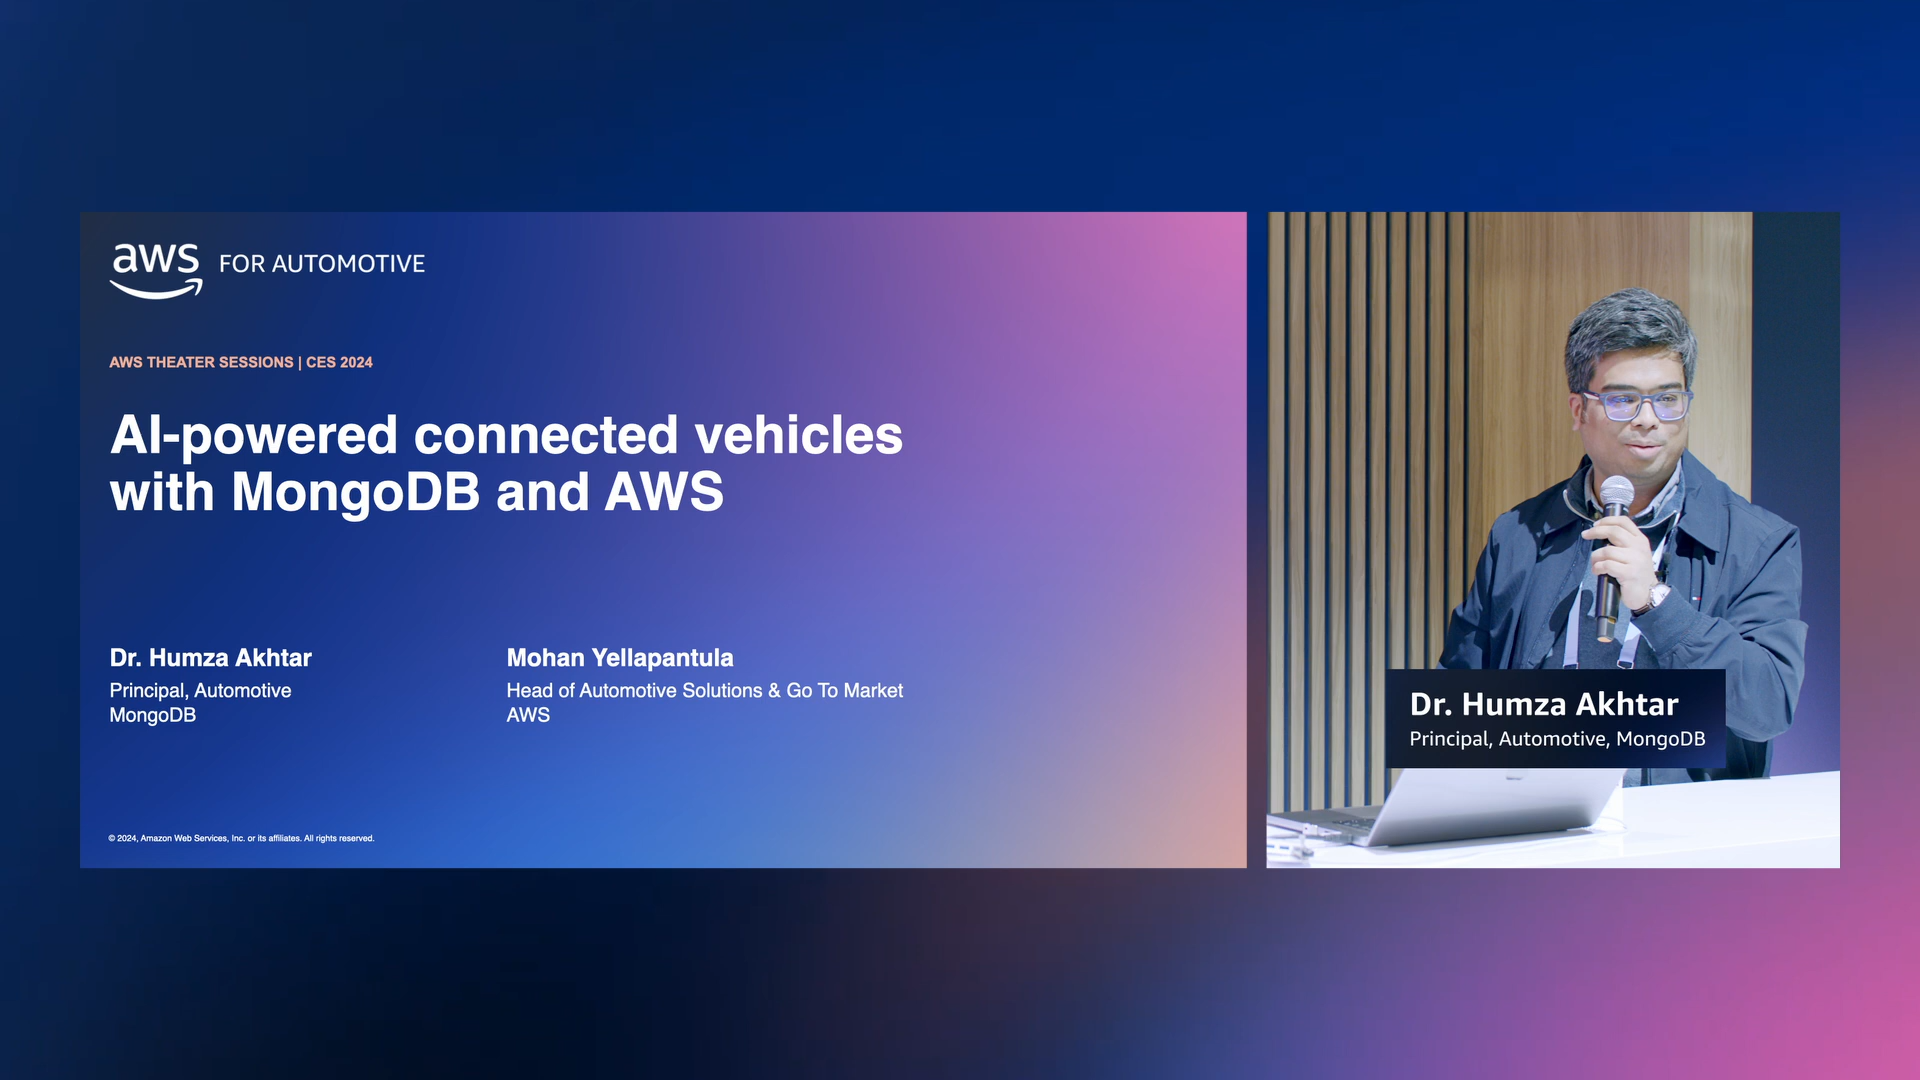 aws FOR AUTOMOTIVE
AWS THEATER SESSIONS | CES 2024
AI-powered connected vehicles
with MongoDB and AWS
Dr. Humza Akhtar
Principal, Automotive
MongoDB
Mohan Yellapantula
Head of Automotive Solutions & Go To Market
AWS
© 2024, Amazon Web Services, Inc. or its affiliates. All rights reserved.
Dr. Humza Akhtar
Principal, Automotive, MongoDB